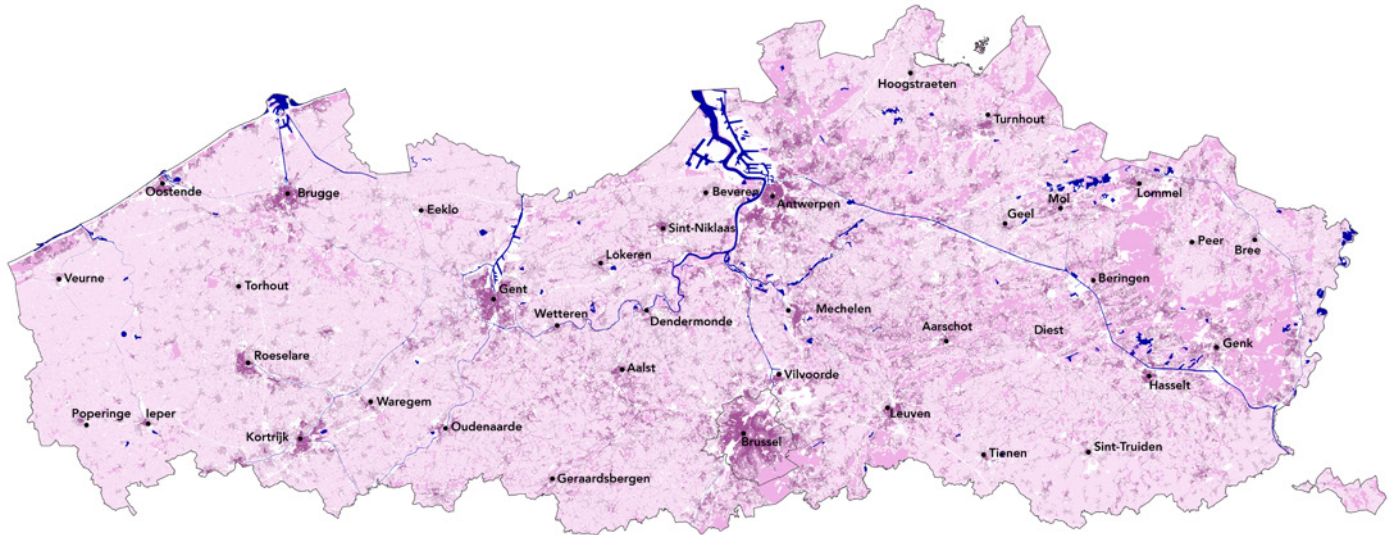 Hoogstraeten
Turnhout
Oostende
Brugge
Beveren
Antwerpen
Lommel
Mol
Geel
Eeklo
Sint-Niklaas
Peer
Bree
Lokeren
Veurne
Torhout
Gent
Beringen
Wetteren
Dendermonde
Mechelen
Aarschot
Diest
Genk
Roeselare
Aalst
Vilvoorde
Hasselt
Waregem
Poperinge
Ieper
Leuven
Kortrijk
Oudenaarde
Brussel
Tienen
Sint-Truiden
Geraardsbergen